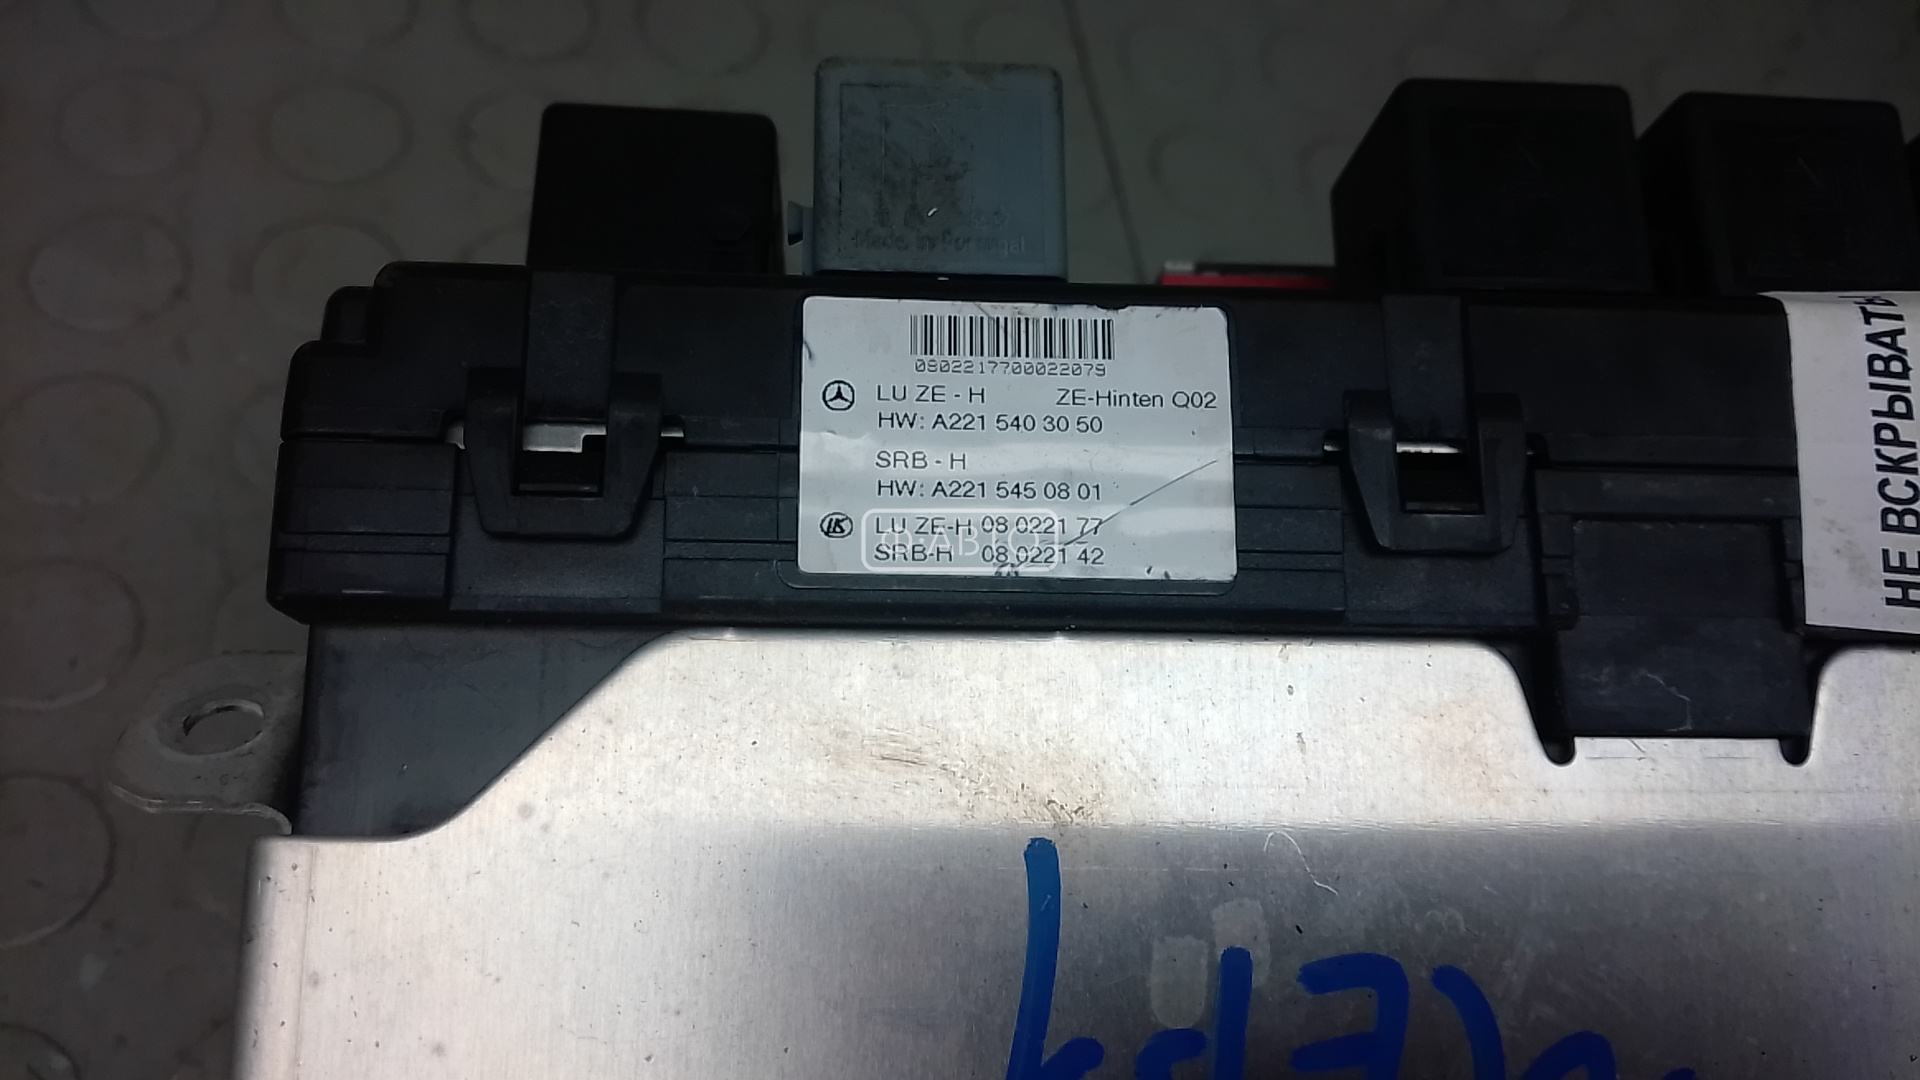 Made in Portugal
0802217700022079
LU ZE - H ZE-Hinten Q02
HW: A221 540 30 50
SRB - H
HW: A221 545 08 01
LU ZE-H 08 0221 77
SRB-H 08 0221 42
Ф·АВТО
НЕ ВСКРЫВАТЬ